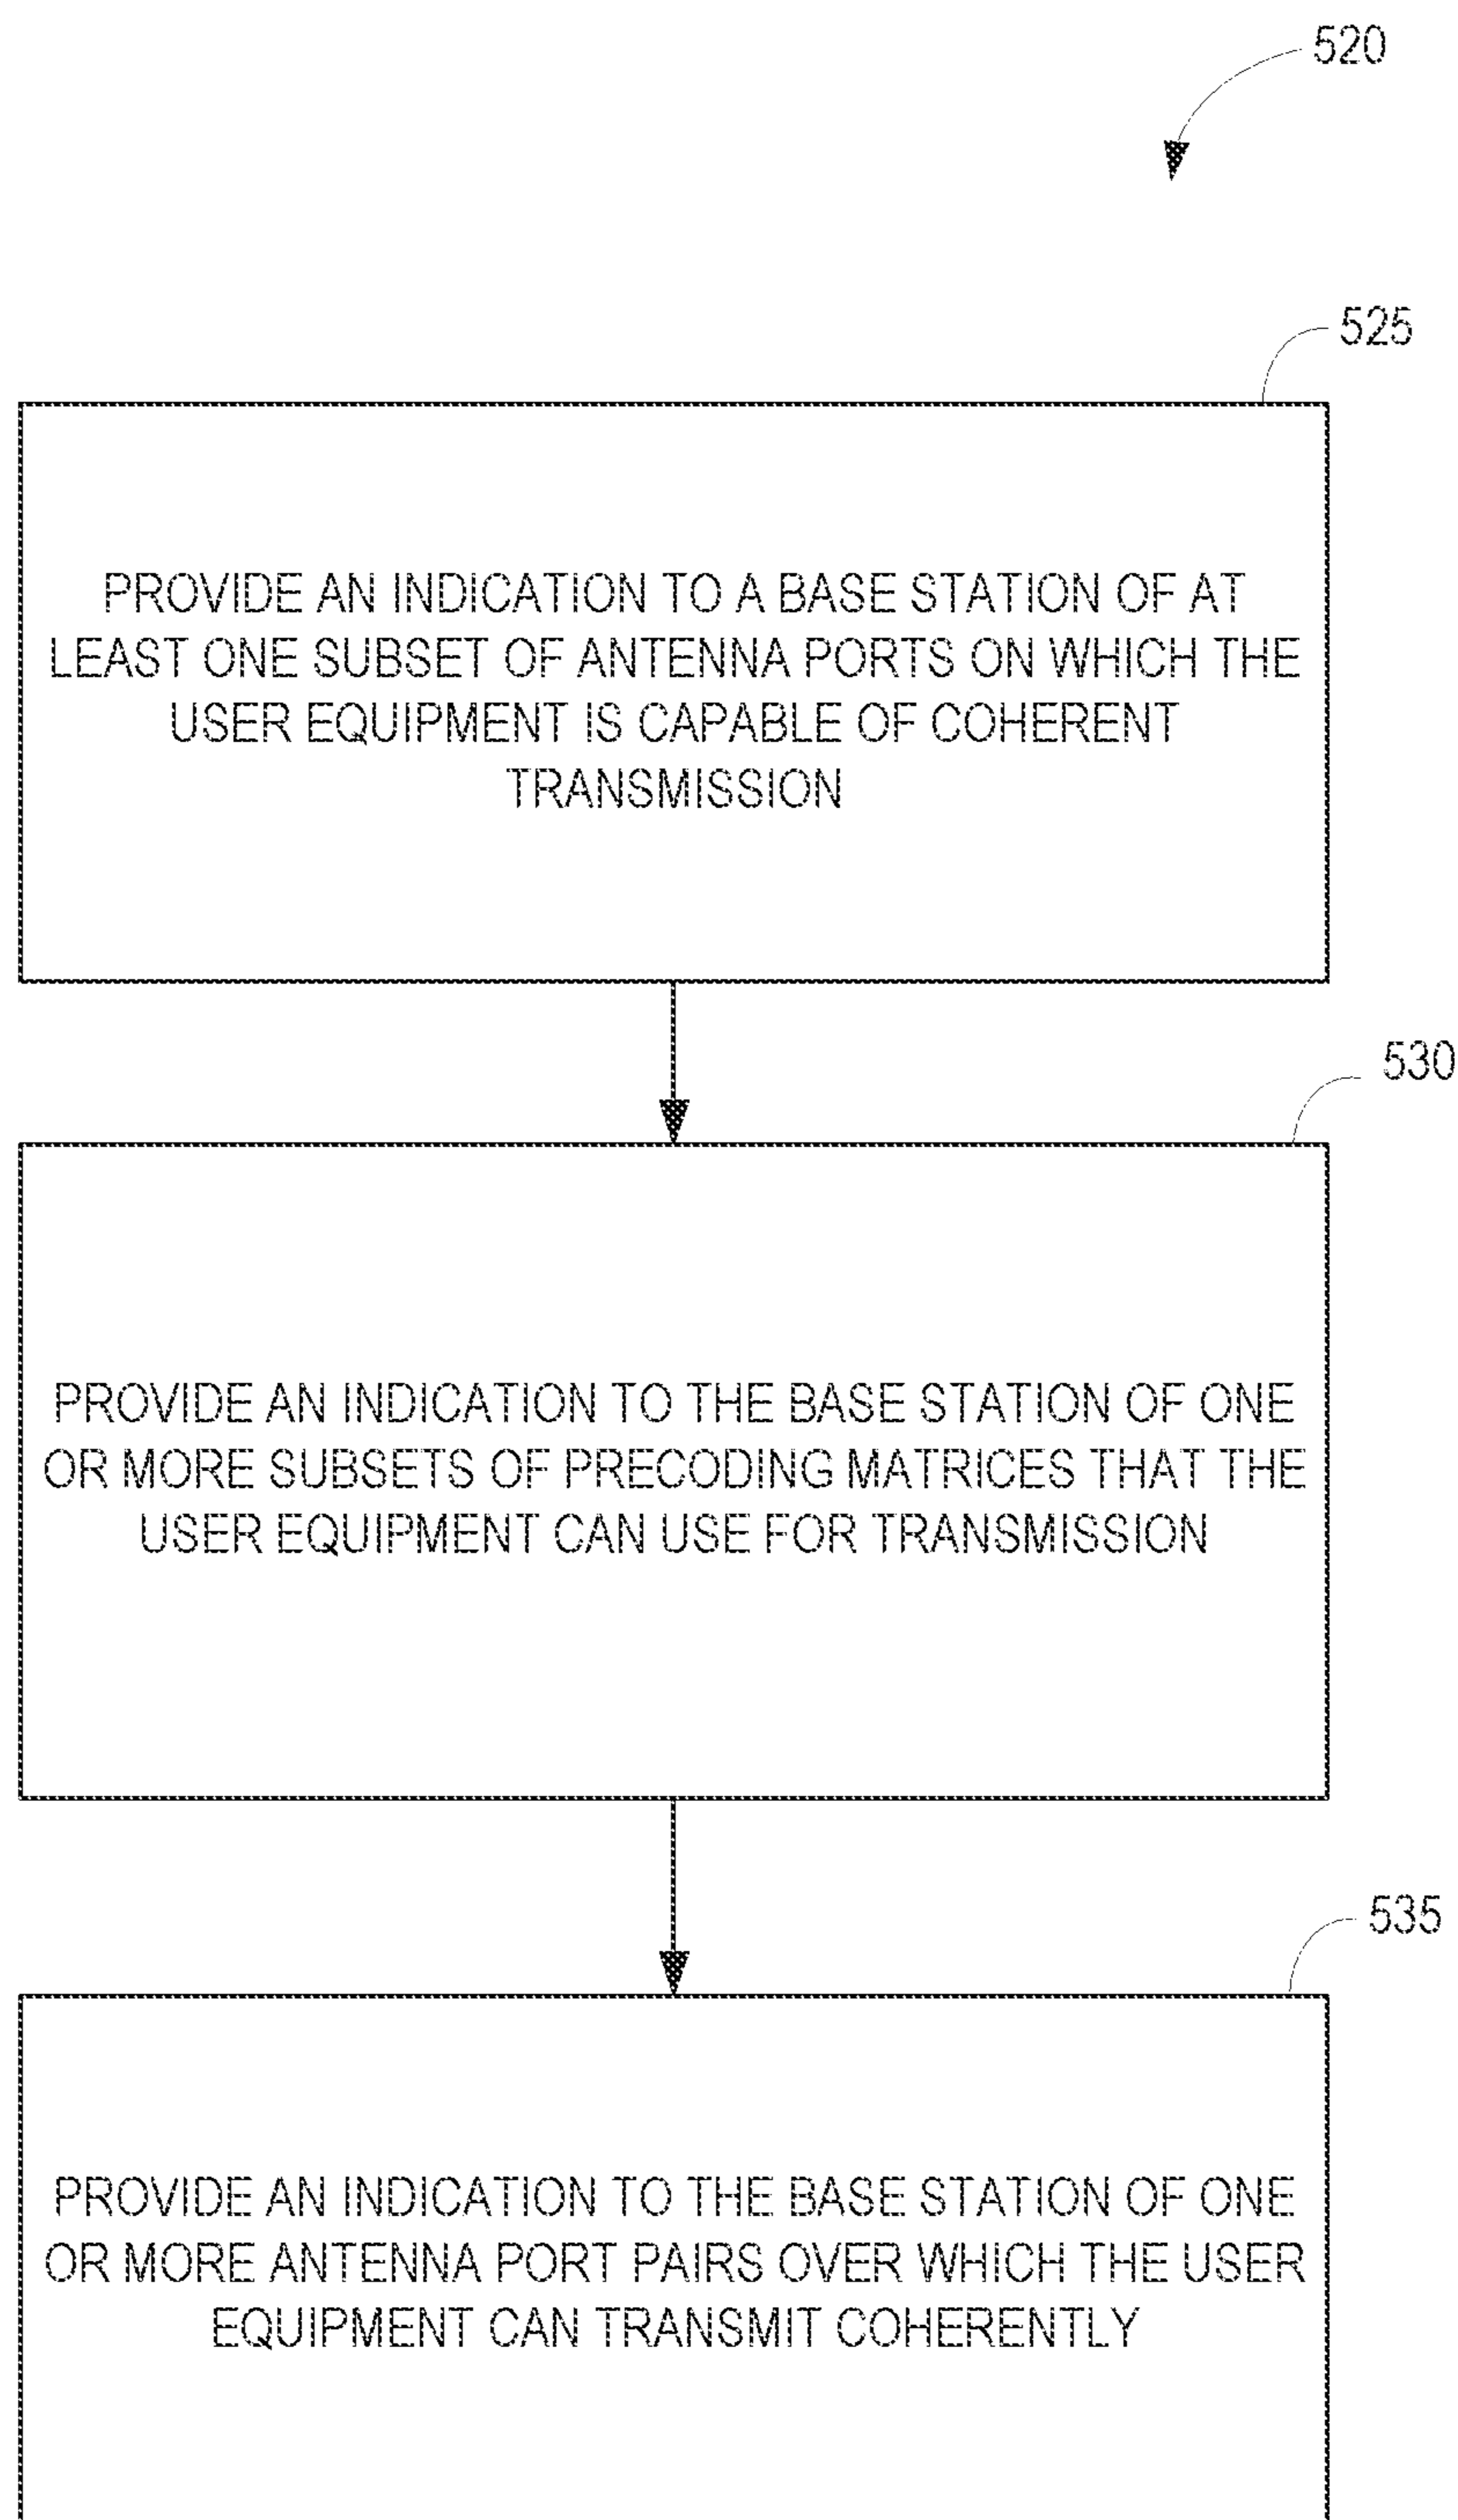 520
525
PROVIDE AN INDICATION TO A BASE STATION OF AT
LEAST ONE SUBSET OF ANTENNA PORTS ON WHICH THE
USER EQUIPMENT IS CAPABLE OF COHERENT
TRANSMISSION
530
PROVIDE AN INDICATION TO THE BASE STATION OF ONE
OR MORE SUBSETS OF PRECODING MATRICES THAT THE
USER EQUIPMENT CAN USE FOR TRANSMISSION
535
PROVIDE AN INDICATION TO THE BASE STATION OF ONE
OR MORE ANTENNA PORT PAIRS OVER WHICH THE USER
EQUIPMENT CAN TRANSMIT COHERENTLY